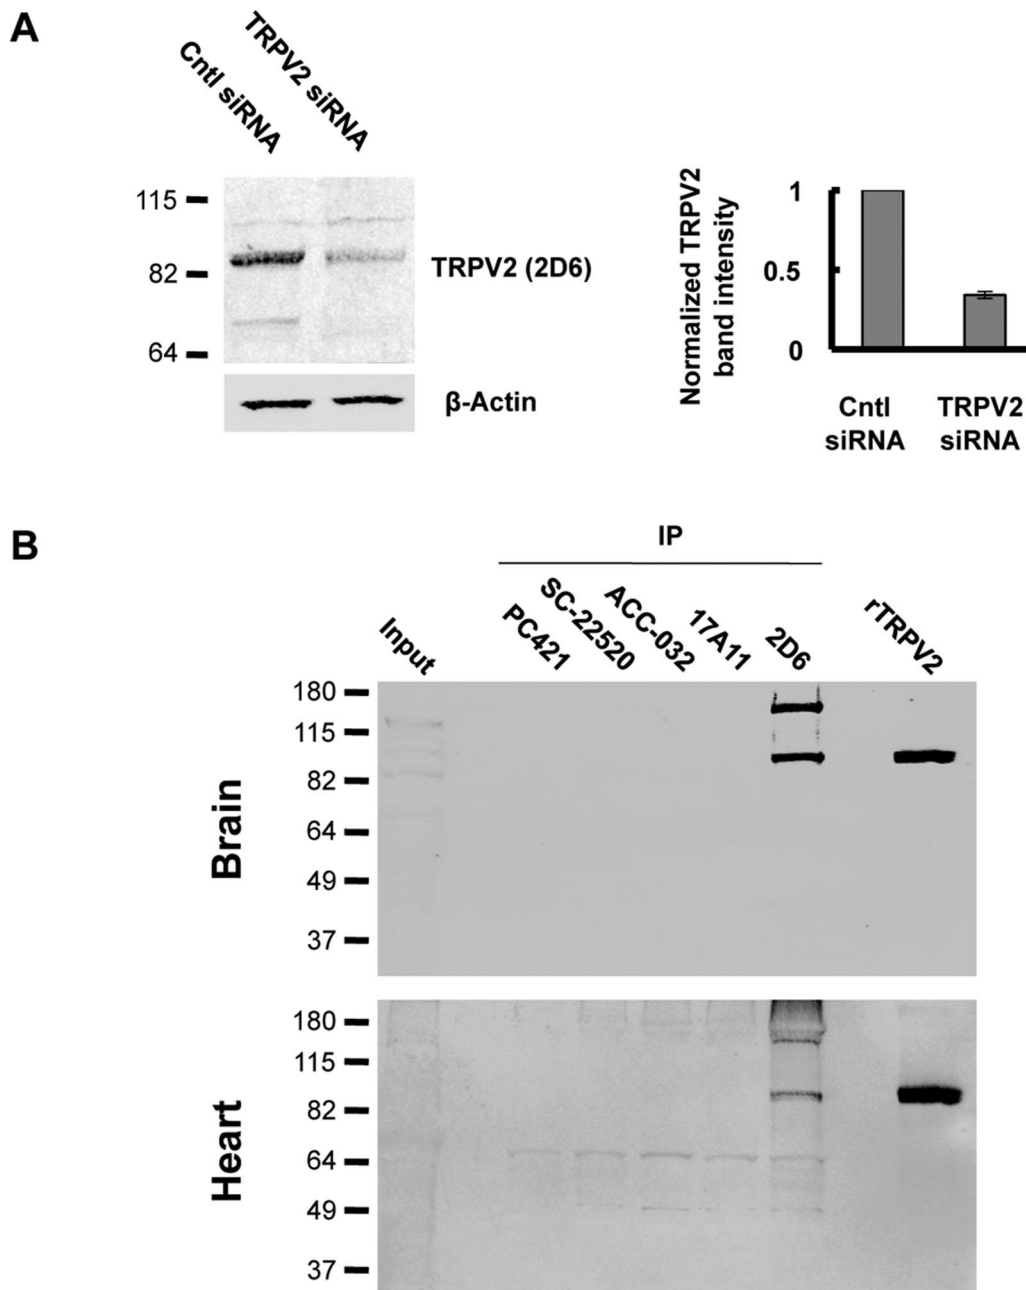 A
Cntl siRNA
TRPV2 siRNA
115
82
64
TRPV2 (2D6)
β-Actin
Normalized TRPV2
band intensity
1
0.5
0
Cntl
siRNA
TRPV2
siRNA
B
IP
Input
PC421
SC-22520
ACC-032
17A11
2D6
rTRPV2
Brain
180
115
82
64
49
37
Heart
180
115
82
64
49
37